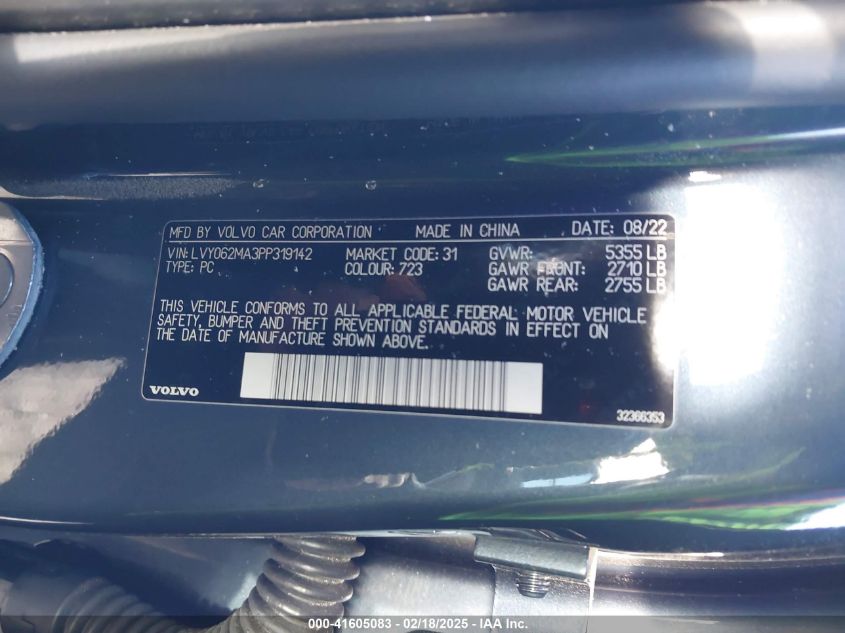 MFD BY VOLVO CAR CORPORATION MADE IN CHINA DATE: 08/22
VIN: LVY062MA3PP319142 MARKET CODE: 31 GVWR: 5355 LB
TYPE: PC COLOUR: 723 GAWR FRONT: 2710 LB
GAWR REAR: 2755 LB
THIS VEHICLE CONFORMS TO ALL APPLICABLE FEDERAL MOTOR VEHICLE
SAFETY, BUMPER AND THEFT PREVENTION STANDARDS IN EFFECT ON
THE DATE OF MANUFACTURE SHOWN ABOVE.
VOLVO
32366353
000-41605083 - 02/18/2025 - IAA Inc.